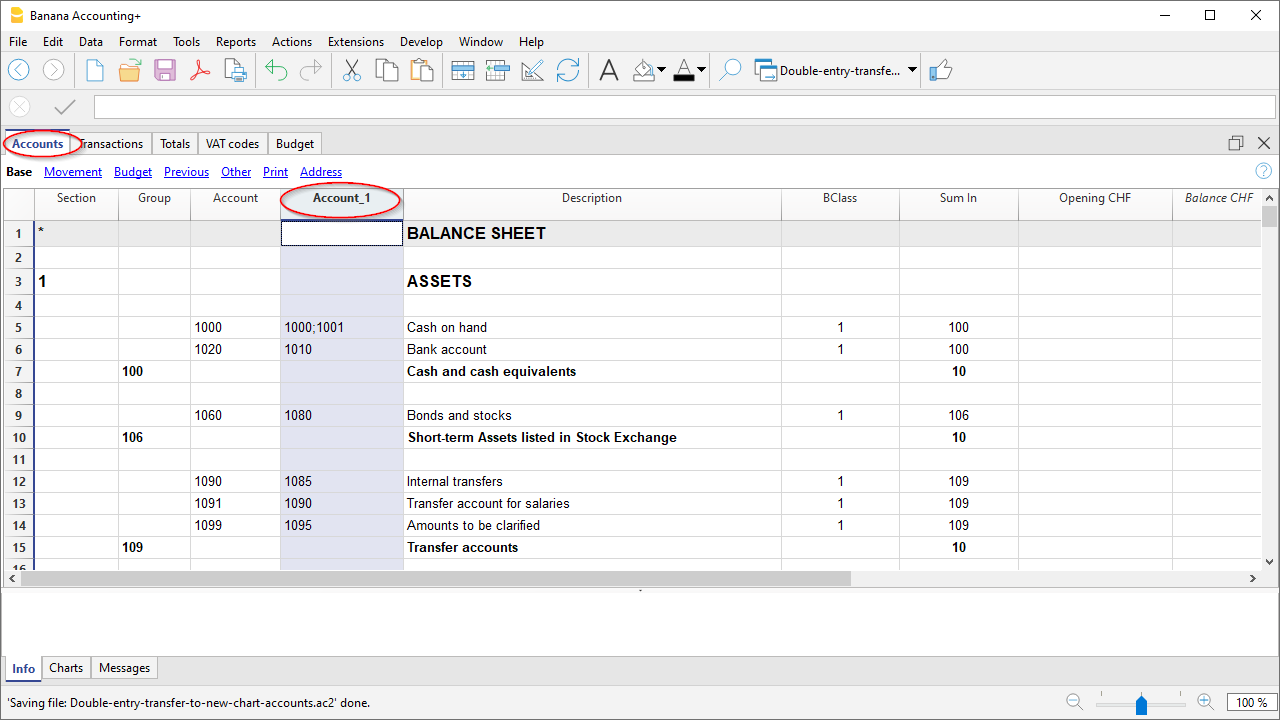 Banana Accounting+
File Edit Data Format Tools Reports Actions Extensions Develop Window Help
Double-entry-transfe...
Accounts Transactions Totals VAT codes Budget
Base Movement Budget Previous Other Print Address
Section Group Account Account_1 Description BClass Sum In Opening CHF Balance CHF
1 * BALANCE SHEET
2
3 1 ASSETS
4
5 1000 1000;1001 Cash on hand 1 100
6 1020 1010 Bank account 1 100
7 100 Cash and cash equivalents 10
8
9 1060 1080 Bonds and stocks 1 106
10 106 Short-term Assets listed in Stock Exchange 10
11
12 1090 1085 Internal transfers 1 109
13 1091 1090 Transfer account for salaries 1 109
14 1099 1095 Amounts to be clarified 1 109
15 109 Transfer accounts 10
16
Info Charts Messages
'Saving file: Double-entry-transfer-to-new-chart-accounts.ac2' done.
100 %